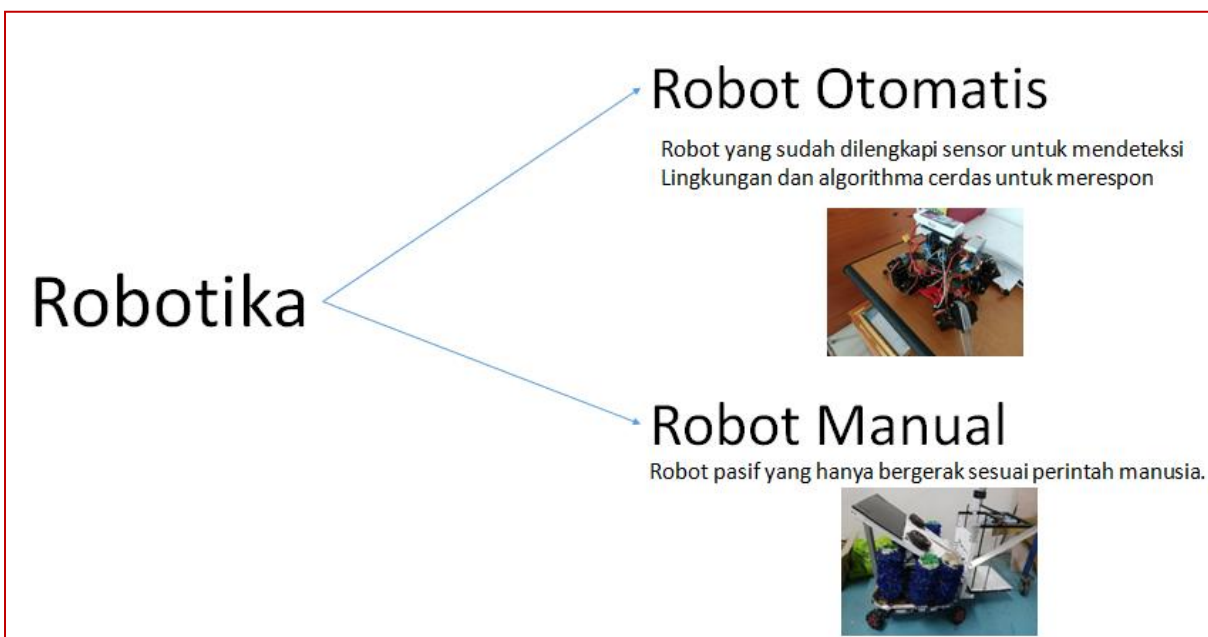 Robot Otomatis
Robot yang sudah dilengkapi sensor untuk mendeteksi
Lingkungan dan algorithma cerdas untuk merespon
Robotika
Robot Manual
Robot pasif yang hanya bergerak sesuai perintah manusia.